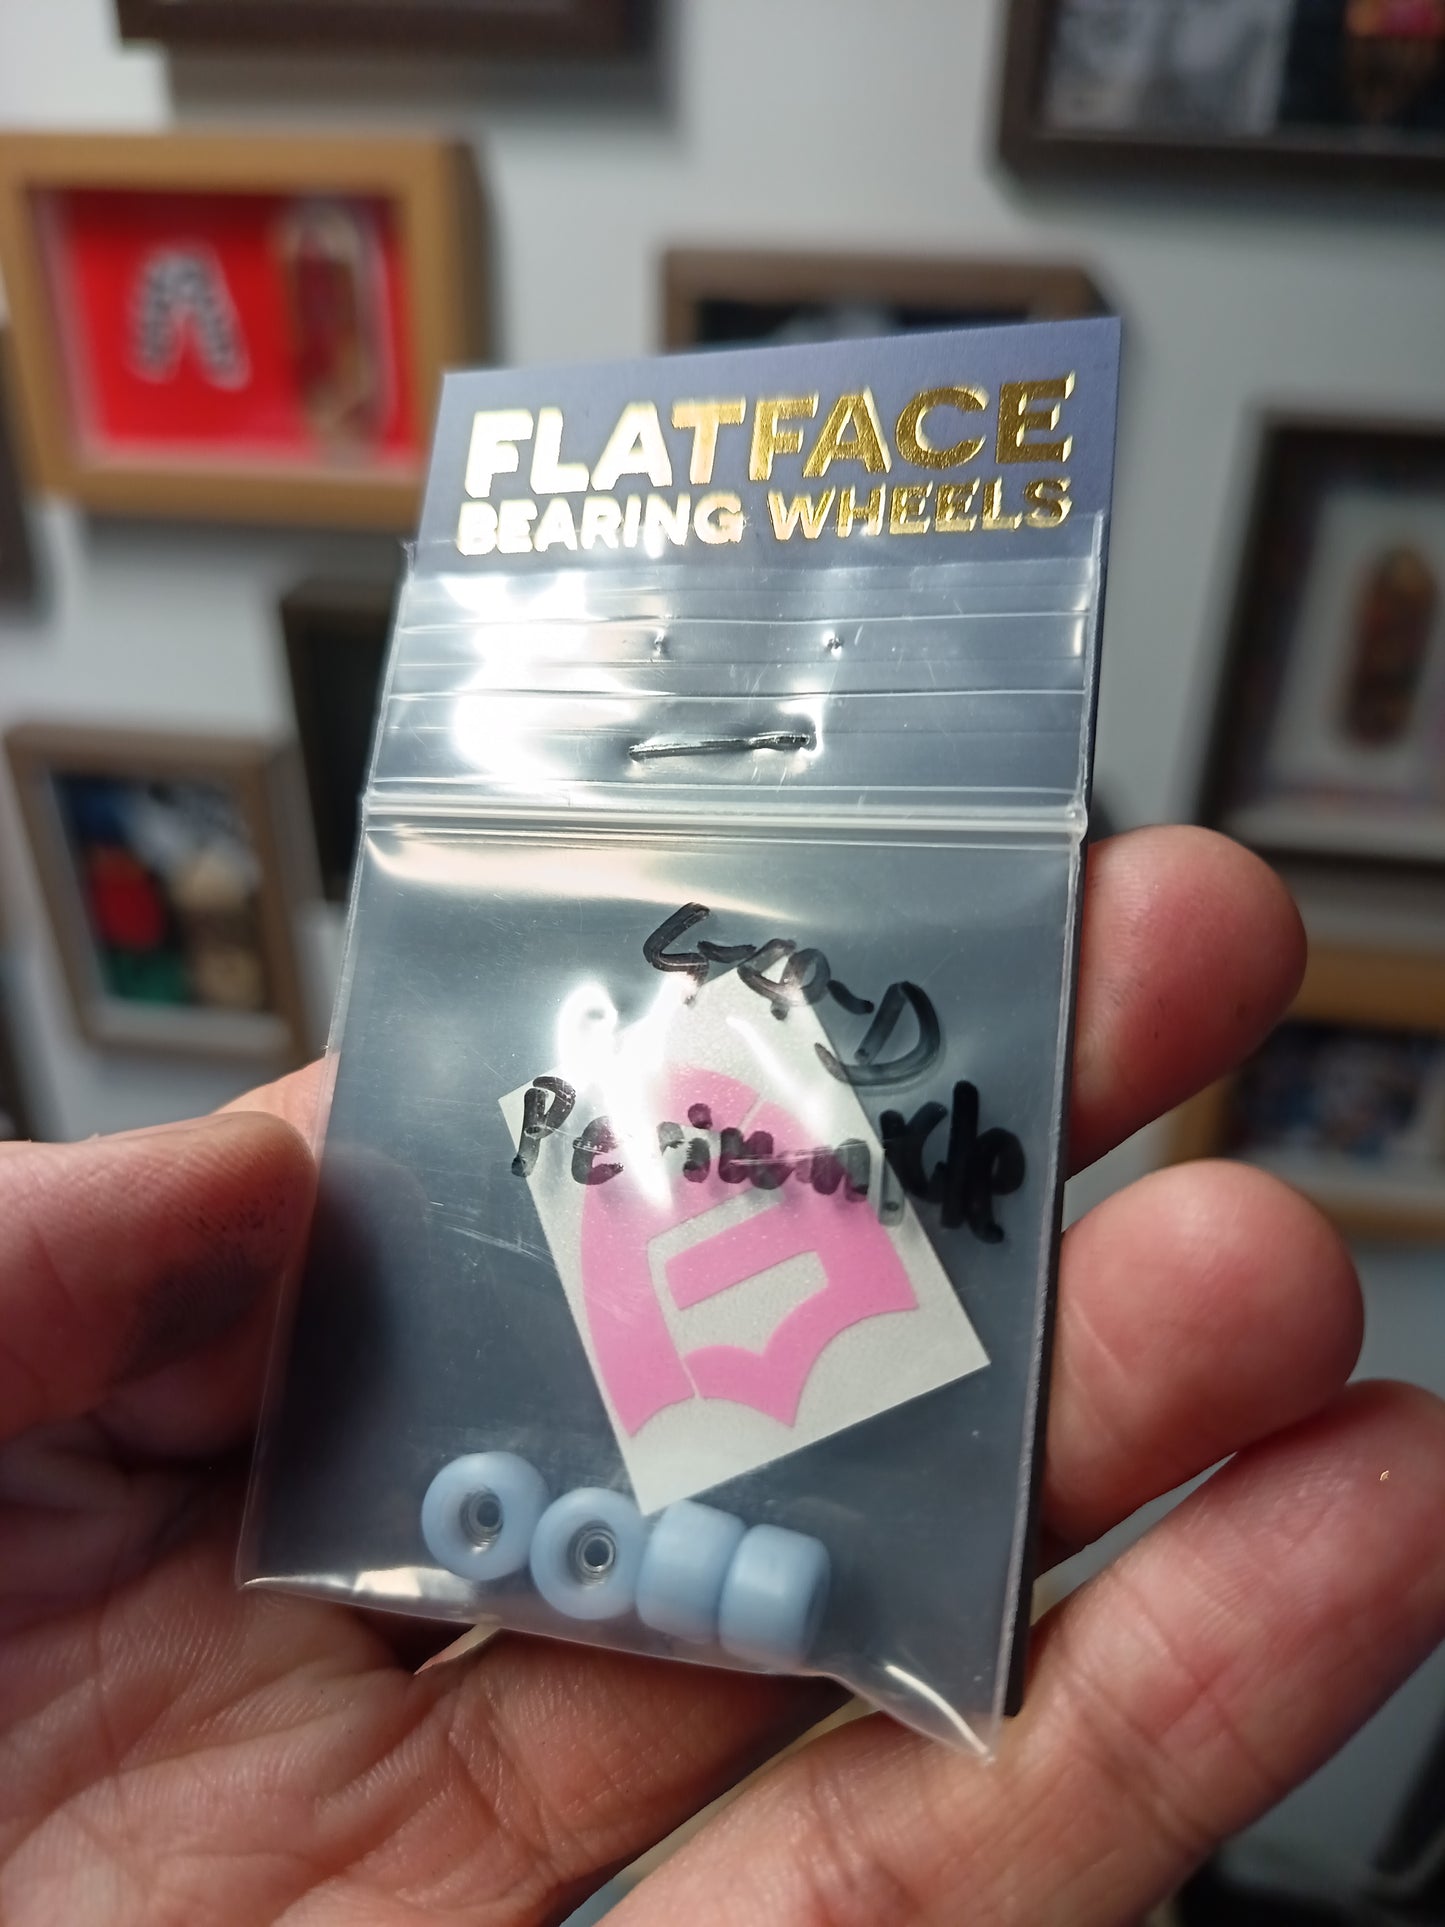 FLATFACE
BEARING WHEELS
Periwinkle